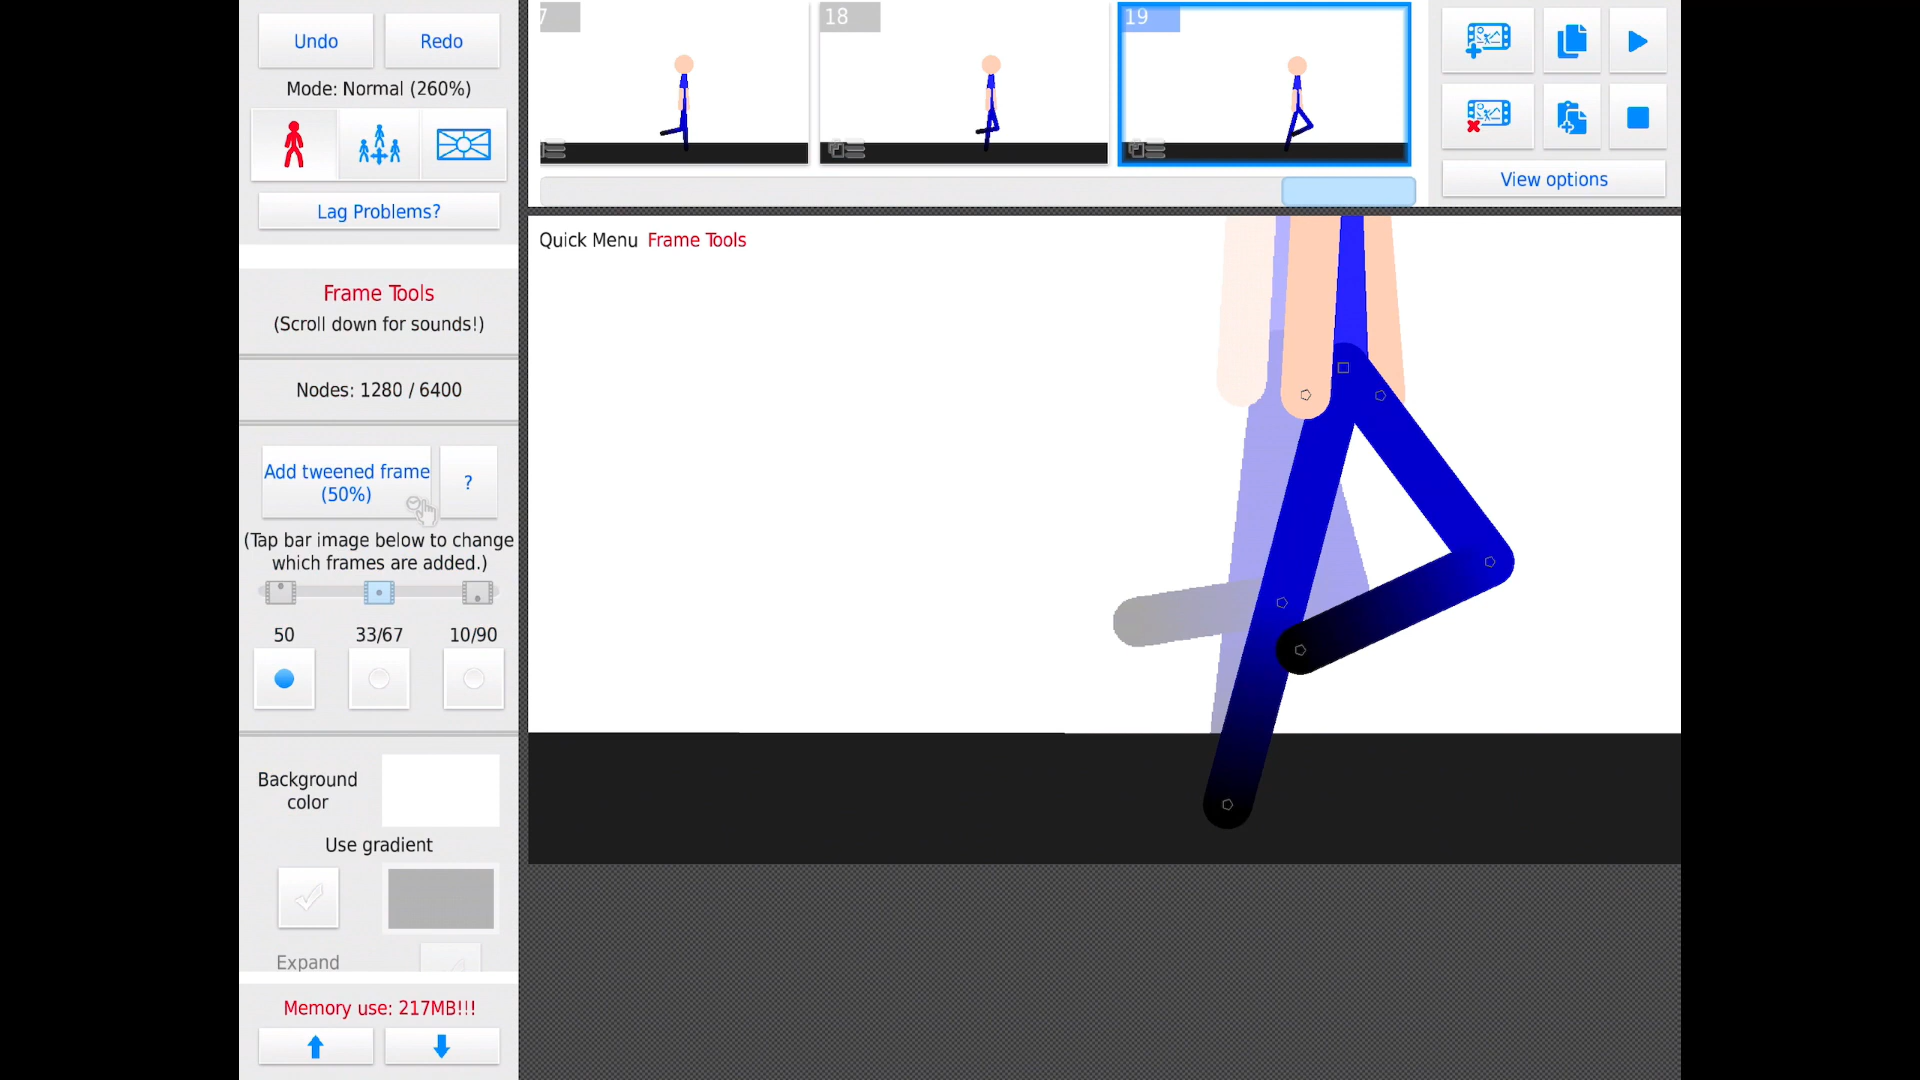 Undo
Redo
Mode: Normal (260%)
Lag Problems?
Frame Tools
(Scroll down for sounds!)
Nodes: 1280 / 6400
Add tweened frame
(50%)
?
(Tap bar image below to change
which frames are added.)
50
33/67
10/90
Background
color
Use gradient
Expand
Memory use: 217MB!!!
7
18
19
View options
Quick Menu Frame Tools